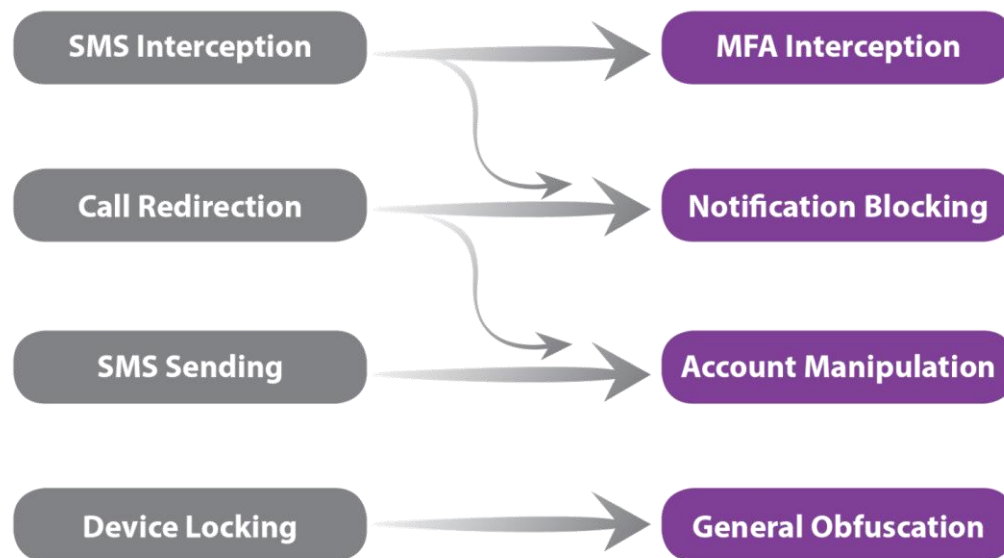 SMS Interception
MFA Interception
Call Redirection
Notification Blocking
SMS Sending
Account Manipulation
Device Locking
General Obfuscation